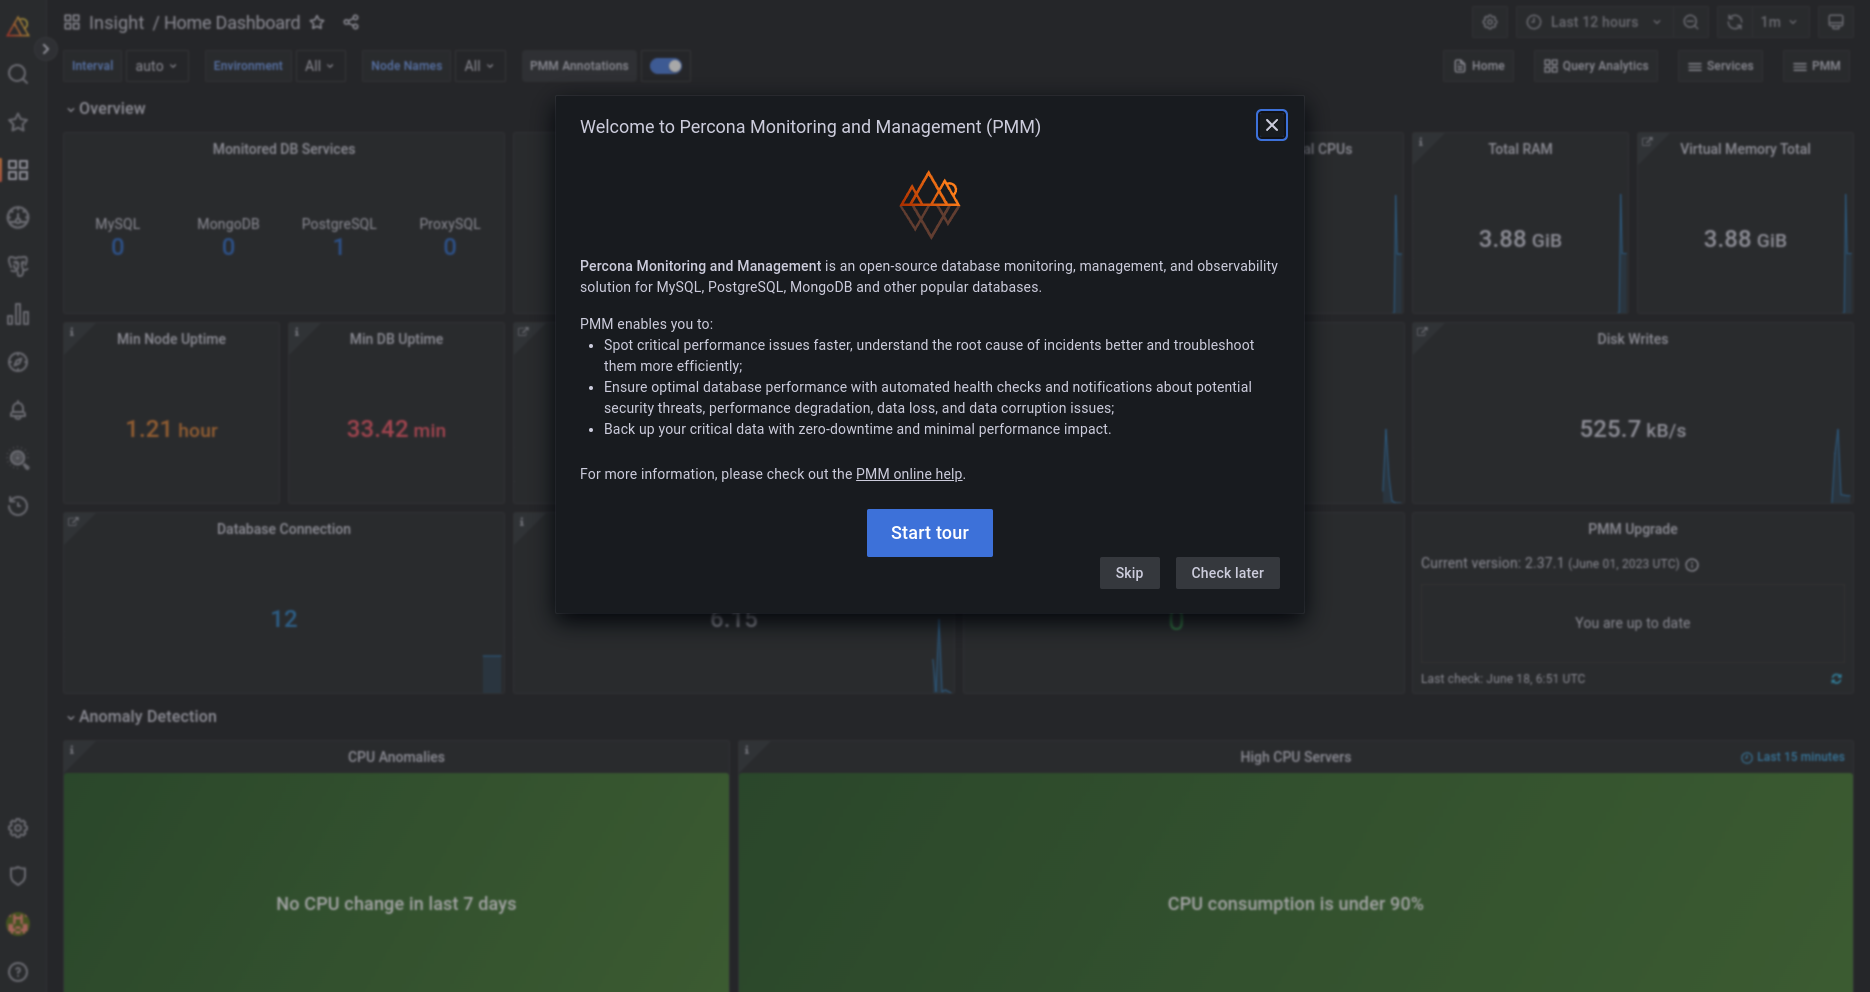 Insight / Home Dashboard
Last 12 hours
1m
Interval auto Environment All Node Names All PMM Annotations
Home Query Analytics Services PMM
Overview
Welcome to Percona Monitoring and Management (PMM)
Percona Monitoring and Management is an open-source database monitoring, management, and observability
solution for MySQL, PostgreSQL, MongoDB and other popular databases.
PMM enables you to:
Spot critical performance issues faster, understand the root cause of incidents better and troubleshoot
them more efficiently;
Ensure optimal database performance with automated health checks and notifications about potential
security threats, performance degradation, data loss, and data corruption issues;
Back up your critical data with zero-downtime and minimal performance impact.
For more information, please check out the PMM online help.
Start tour
Skip
Check later
Monitored DB Services
MySQL MongoDB PostgreSQL ProxySQL
0 0 1 0
CPUs
Total RAM
3.88 GiB
Virtual Memory Total
3.88 GiB
Min Node Uptime
1.21 hour
Min DB Uptime
33.42 min
Disk Writes
525.7 kB/s
Database Connection
12
6.15
0
PMM Upgrade
Current version: 2.37.1 (June 01, 2023 UTC)
You are up to date
Last check: June 18, 6:51 UTC
Anomaly Detection
CPU Anomalies
No CPU change in last 7 days
High CPU Servers
Last 15 minutes
CPU consumption is under 90%